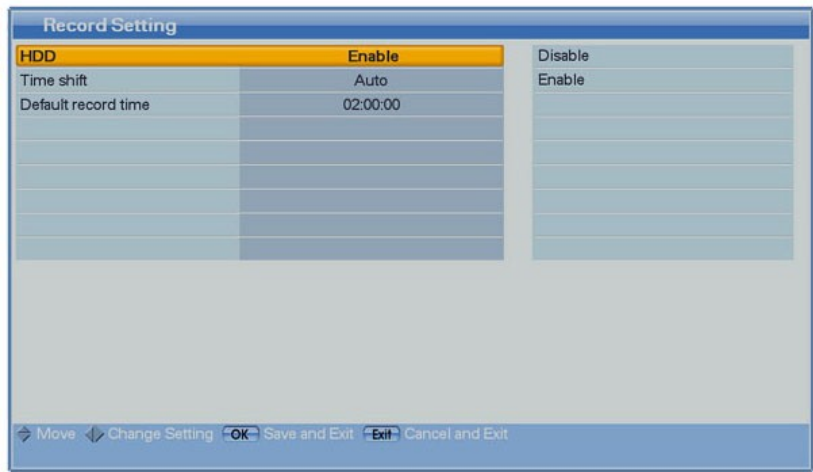 Record Setting
HDD Enable
Time shift Auto
Default record time 02:00:00
Disable
Enable
Move Change Setting OK Save and Exit Exit Cancel and Exit